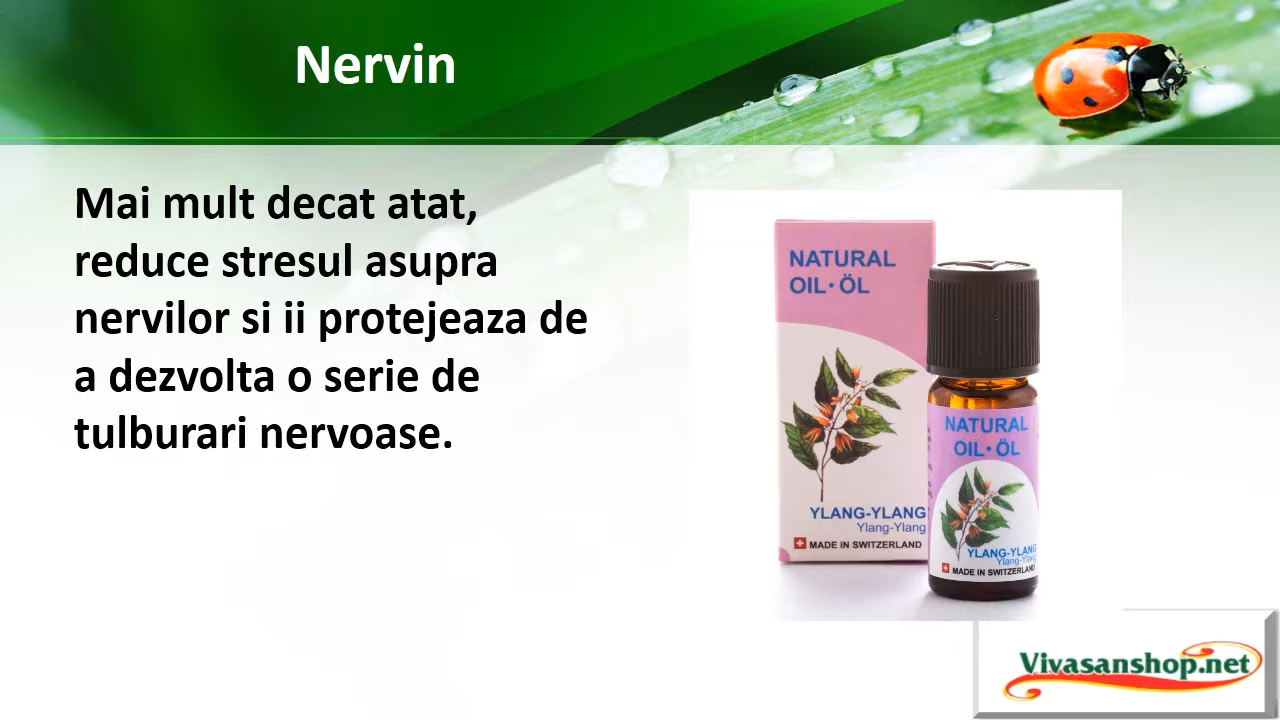 Nervin
Mai mult decat atat,
reduce stresul asupra
nervilor si ii protejeaza de
a dezvolta o serie de
tulburari nervoase.
NATURAL
OIL• ÖL
YLANG-YLANG
Ylang-Ylang
MADE IN SWITZERLAND
NATURAL
OIL• ÖL
YLANG-YLANG
Ylang-Ylang
MADE IN SWITZERLAND
Vivasanshop.net